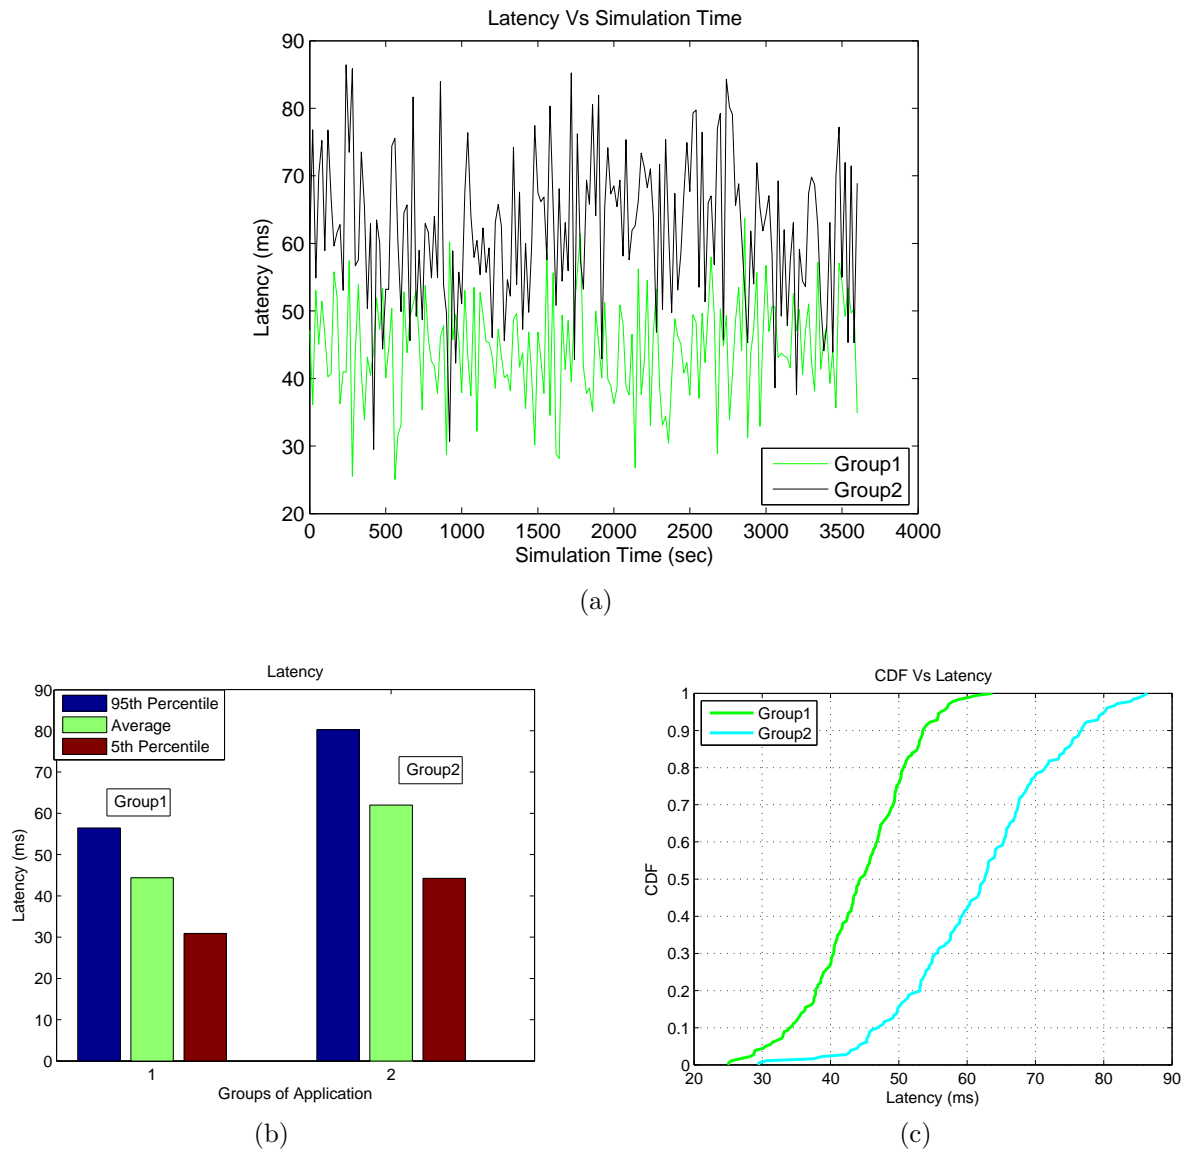 Latency Vs Simulation Time
90
80
70
60
50
40
30
20
Latency (ms)
0 500 1000 1500 2000 2500 3000 3500 4000
Simulation Time (sec)
Group1
Group2
(a)
Latency
90
80
70
60
50
40
30
20
10
0
Latency (ms)
95th Percentile
Average
5th Percentile
Group1
Group2
1 2
Groups of Application
(b)
CDF Vs Latency
1
0.9
0.8
0.7
0.6
0.5
0.4
0.3
0.2
0.1
0
CDF
Group1
Group2
20 30 40 50 60 70 80 90
Latency (ms)
(c)